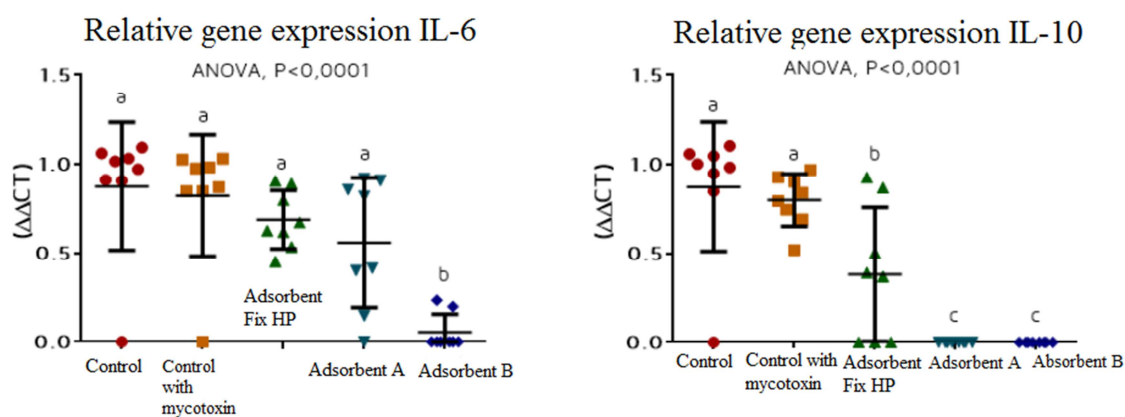 Relative gene expression IL-6
ANOVA, P<0,0001
1.5
1.0
0.5
0.0
(ΔΔCT)
a
a
a
a
b
Control
Control
with
mycotoxin
Adsorbent
Fix HP
Adsorbent A
Adsorbent B
Relative gene expression IL-10
ANOVA, P<0,0001
1.5
1.0
0.5
0.0
(ΔΔCT)
a
a
b
c
c
Control
Control with
mycotoxin
Adsorbent
Fix HP
Adsorbent A
Absorbent B